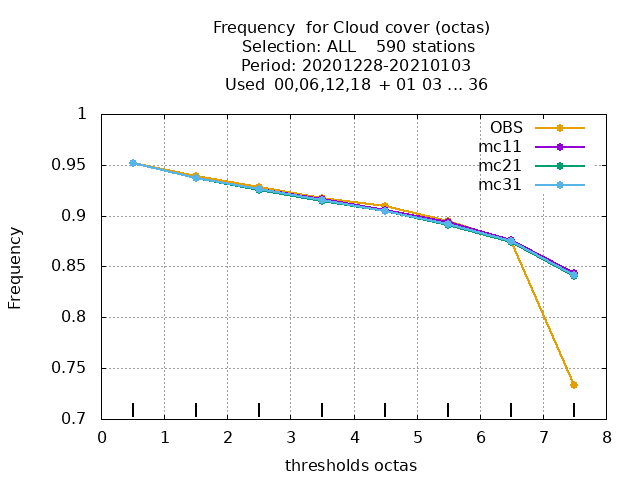 Frequency  for Cloud cover (octas)
Selection: ALL    590 stations
Period: 20201228-20210103
Used  00,06,12,18  + 01 03 ... 36
OBS
mc11
mc21
mc31
Frequency
1
0.95
0.9
0.85
0.8
0.75
0.7
0 1 2 3 4 5 6 7 8
thresholds octas